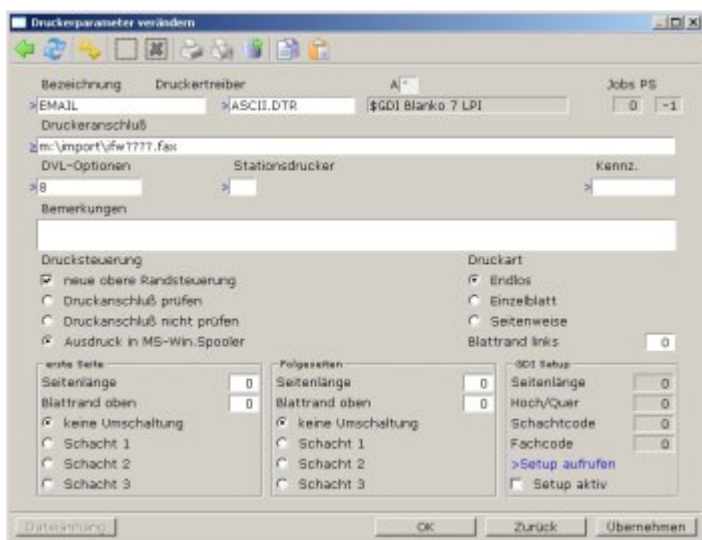 Druckerparameter verändern
Bezeichnung Druckertreiber A Jobs PS
>EMAIL >ASCII.DTR * $GDI Blanko 7 LPI 0 -1
Druckeranschluß
>m:\import\ifw????.fax
DVL-Optionen Stationsdrucker Kennz.
>8 > >
Bemerkungen
Drucksteuerung Druckart
neue obere Randsteuerung Endlos
Druckanschluß prüfen Einzelblatt
Druckanschluß nicht prüfen Seitenweise
Ausdruck in MS-Win.Spooler Blattrand links 0
erste Seite Folgeseiten GDI Setup
Seitenlänge 0 Seitenlänge 0 Seitenlänge 0
Blattrand oben 0 Blattrand oben 0 Hoch/Quer 0
keine Umschaltung keine Umschaltung Schachtcode 0
Schacht 1 Schacht 1 Fachcode 0
Schacht 2 Schacht 2 >Setup aufrufen
Schacht 3 Schacht 3 Setup aktiv
Dateianhang OK Zurück Übernehmen